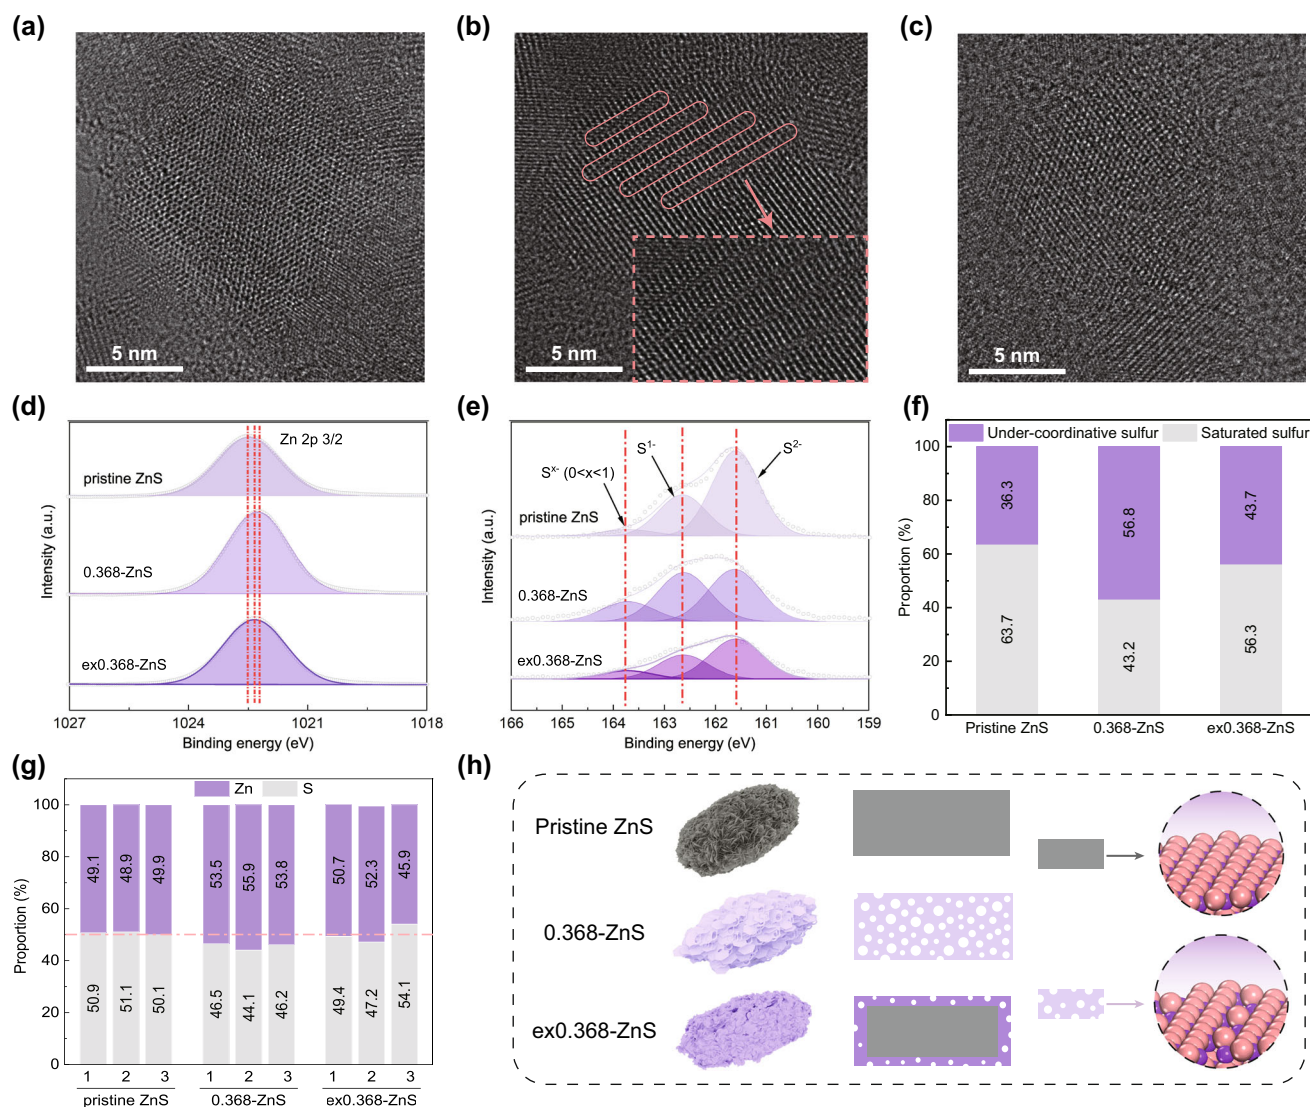 (a)
(b)
(c)
5 nm
5 nm
5 nm
(d)
Zn 2p 3/2
pristine ZnS
0.368-ZnS
ex0.368-ZnS
Intensity (a.u.)
1027 1024 1021 1018
Binding energy (eV)
(e)
S1-
S2-
Sx- (0<x<1)
pristine ZnS
0.368-ZnS
ex0.368-ZnS
Intensity (a.u.)
166 165 164 163 162 161 160 159
Binding energy (eV)
(f)
Under-coordinative sulfur Saturated sulfur
100
80
60
40
20
0
Proportion (%)
36.3 56.8 43.7
63.7 43.2 56.3
Pristine ZnS 0.368-ZnS ex0.368-ZnS
(g)
Zn S
100
80
60
40
20
0
Proportion (%)
49.1 48.9 49.9 53.5 55.9 53.8 50.7 52.3 45.9
50.9 51.1 50.1 46.5 44.1 46.2 49.4 47.2 54.1
1 2 3 1 2 3 1 2 3
pristine ZnS 0.368-ZnS ex0.368-ZnS
(h)
Pristine ZnS
0.368-ZnS
ex0.368-ZnS